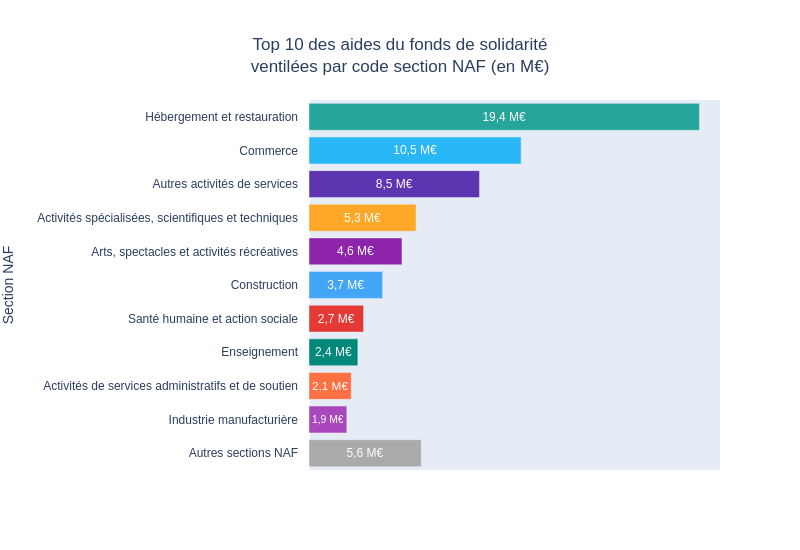 Top 10 des aides du fonds de solidarité
ventilées par code section NAF (en M€)
Section NAF
Hébergement et restauration 19,4 M€
Commerce 10,5 M€
Autres activités de services 8,5 M€
Activités spécialisées, scientifiques et techniques 5,3 M€
Arts, spectacles et activités récréatives 4,6 M€
Construction 3,7 M€
Santé humaine et action sociale 2,7 M€
Enseignement 2,4 M€
Activités de services administratifs et de soutien 2,1 M€
Industrie manufacturière 1,9 M€
Autres sections NAF 5,6 M€